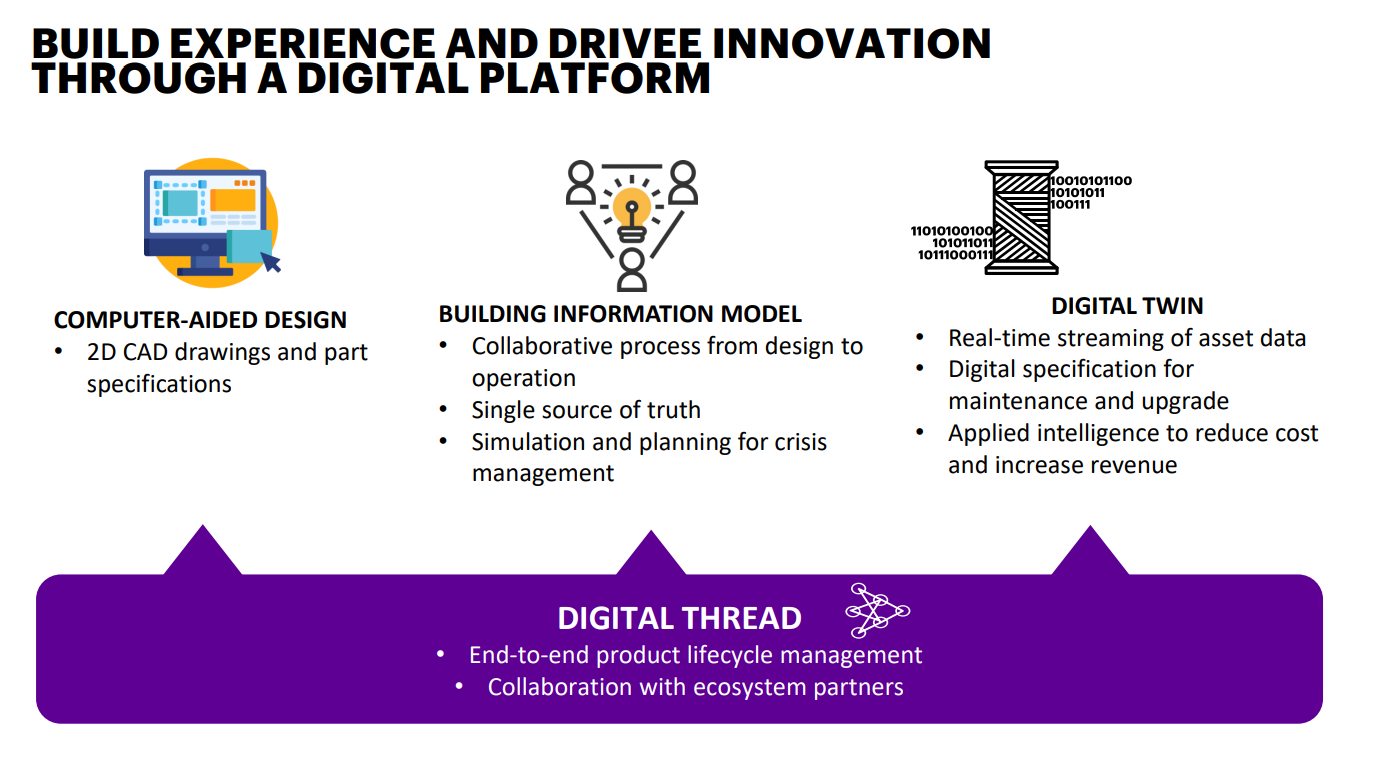 BUILD EXPERIENCE AND DRIVEE INNOVATION
THROUGH A DIGITAL PLATFORM
COMPUTER-AIDED DESIGN
• 2D CAD drawings and part
specifications
BUILDING INFORMATION MODEL
• Collaborative process from design to
operation
• Single source of truth
• Simulation and planning for crisis
management
10010101100
10101011
100111
11010100100
101011011
10111000111
DIGITAL TWIN
• Real-time streaming of asset data
• Digital specification for
maintenance and upgrade
• Applied intelligence to reduce cost
and increase revenue
DIGITAL THREAD
• End-to-end product lifecycle management
• Collaboration with ecosystem partners